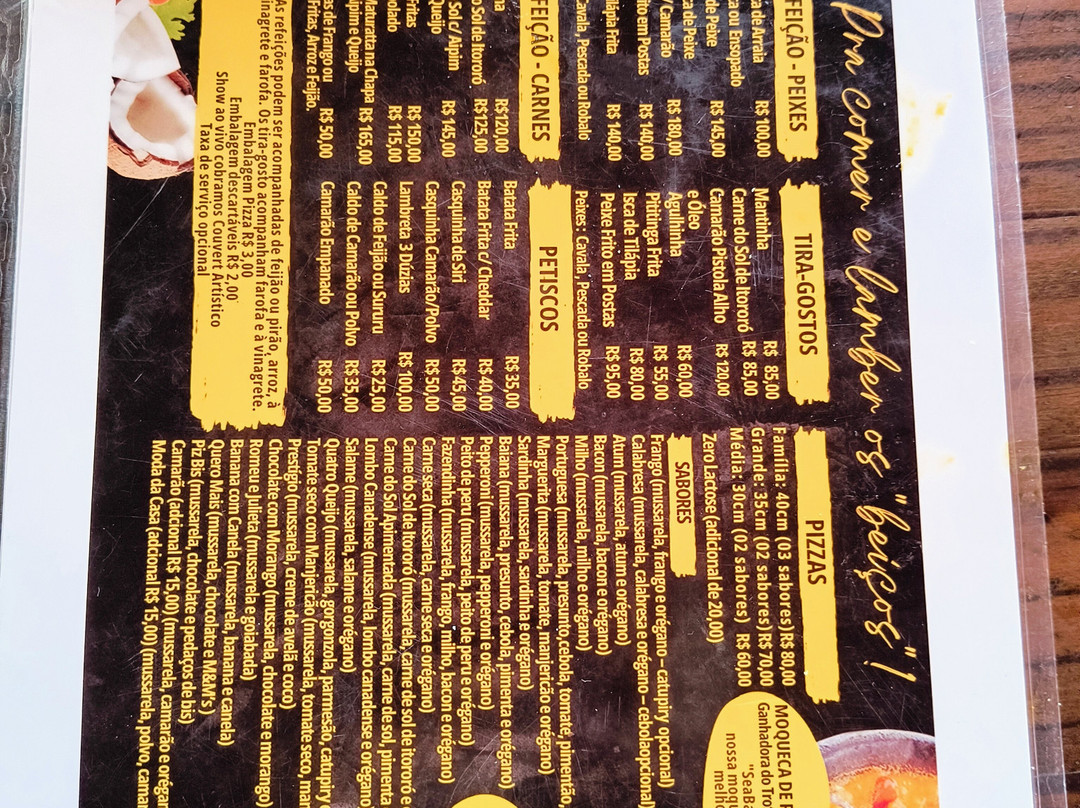 Pra comer e lamber os "beiços"!
FEIÇÃO - PEIXES
de Arraia R$ 100,00
ou Ensopado
de Peixe R$ 145,00
de Peixe
Camarão R$ 180,00
em Postas R$ 140,00
Tilápia Frita R$ 140,00
Cavala, Pescada ou Robalo
FEIÇÃO - CARNES
R$120,00
Sol de Itororó R$125,00
Sol c/ Aipim R$ 145,00
Queijo
Fritas R$ 150,00
R$ 115,00
Maturatta na Chapa R$ 165,00
Aipim e Queijo
de Frango ou R$ 50,00
Fritas, Arroz e Feijão.
TIRA-GOSTOS
Mantinha R$ 85,00
Carne do Sol de Itororó R$ 85,00
Camarão Pistola Alho R$ 120,00
e Óleo
Agulhinha R$ 60,00
Pititinga Frita R$ 55,00
Isca de Tilápia R$ 80,00
Peixe Frito em Postas R$ 95,00
Peixes: Cavala, Pescada ou Robalo
PETISCOS
Batata Frita R$ 35,00
Batata Frita c/ Cheddar R$ 40,00
Casquinha de Siri R$ 45,00
Casquinha Camarão/Polvo R$ 50,00
Lambreta 3 Dúzias R$ 100,00
Caldo de Feijão ou Sururu R$ 25,00
Caldo de Camarão ou Polvo R$ 35,00
Camarão Empanado R$ 50,00
As refeições podem ser acompanhadas de feijão ou pirão, arroz, à
vinagrete e farofa. Os tira-gosto acompanham farofa e à vinagrete.
Embalagem Pizza R$ 3,00
Embalagem descartáveis R$ 2,00
Show ao vivo cobramos Couvert Artístico
Taxa de serviço opcional
PIZZAS
Família: 40cm (03 sabores) R$ 80,00
Grande: 35cm (02 sabores) R$ 70,00
Média: 30cm (02 sabores) R$ 60,00
Zero Lactose (adicional de 20,00)
SABORES
Frango (mussarela, frango e orégano - catupiry opcional)
Calabresa (mussarela, calabresa e orégano - cebola opcional)
Atum (mussarela, atum e orégano)
Bacon (mussarela, bacon e orégano)
Milho (mussarela, milho e orégano)
Portuguesa (mussarela, presunto, cebola, tomate, pimentão,
Marguerita (mussarela, tomate, manjericão e orégano)
Sardinha (mussarela, sardinha e orégano)
Baiana (mussarela, presunto, cebola, pimenta e orégano)
Pepperoni (mussarela, pepperoni e orégano)
Peito de peru (mussarela, peito de peru e orégano)
Fazendinha (mussarela, frango, milho, bacon e orégano)
Carne seca (mussarela, carne seca e orégano)
Carne do Sol de Itororó (mussarela, carne de sol de itororó e
Carne do Sol Apimentada (mussarela, carne de sol, pimenta
Lombo Canadense (mussarela, lombo canadense e orégano)
Salame (mussarela, salame e orégano)
Quatro Queijo (mussarela, gorgonzola, parmesão, catupiry
Tomate seco com Manjericão (mussarela, tomate seco,
Prestígio (mussarela, creme de avelã e coco)
Chocolate com Morango (mussarela, chocolate e morango)
Romeu e Julieta (mussarela e goiabada)
Banana com Canela (mussarela, banana e canela)
Quero Mais (mussarela, chocolate e M&M's)
Piz Bis (mussarela, chocolate e pedaços de bis)
Camarão (adicional R$ 15,00) (mussarela, camarão e orégano
Moda da Casa (adicional R$ 15,00) (mussarela, polvo,
MOQUECA DE
Ganhadora do
nossa